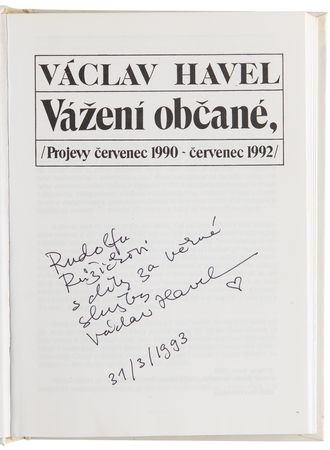 VÁCLAV HAVEL
Vážení občané,
/Projevy červenec 1990 - červenec 1992/
Rudolfu
Růžičkovi
s díky za věrné
služby
Václav Havel
31/3/1993